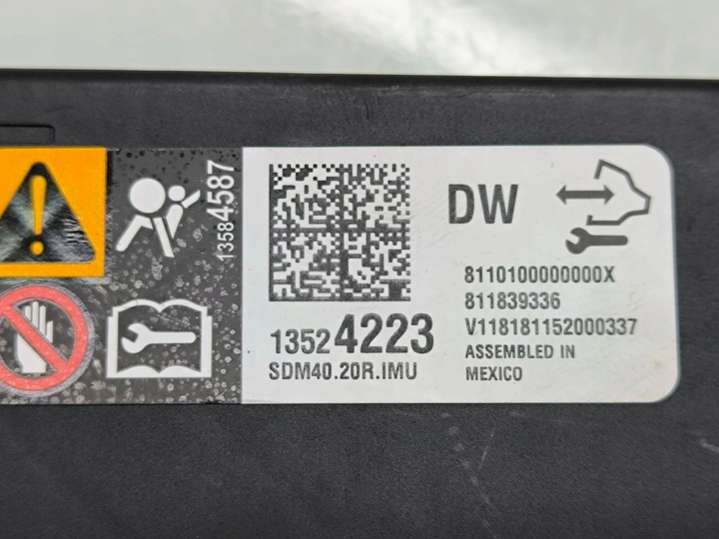 13584587
DW
13524223
SDM40.20R.IMU
8110100000000X
811839336
V118181152000337
ASSEMBLED IN
MEXICO